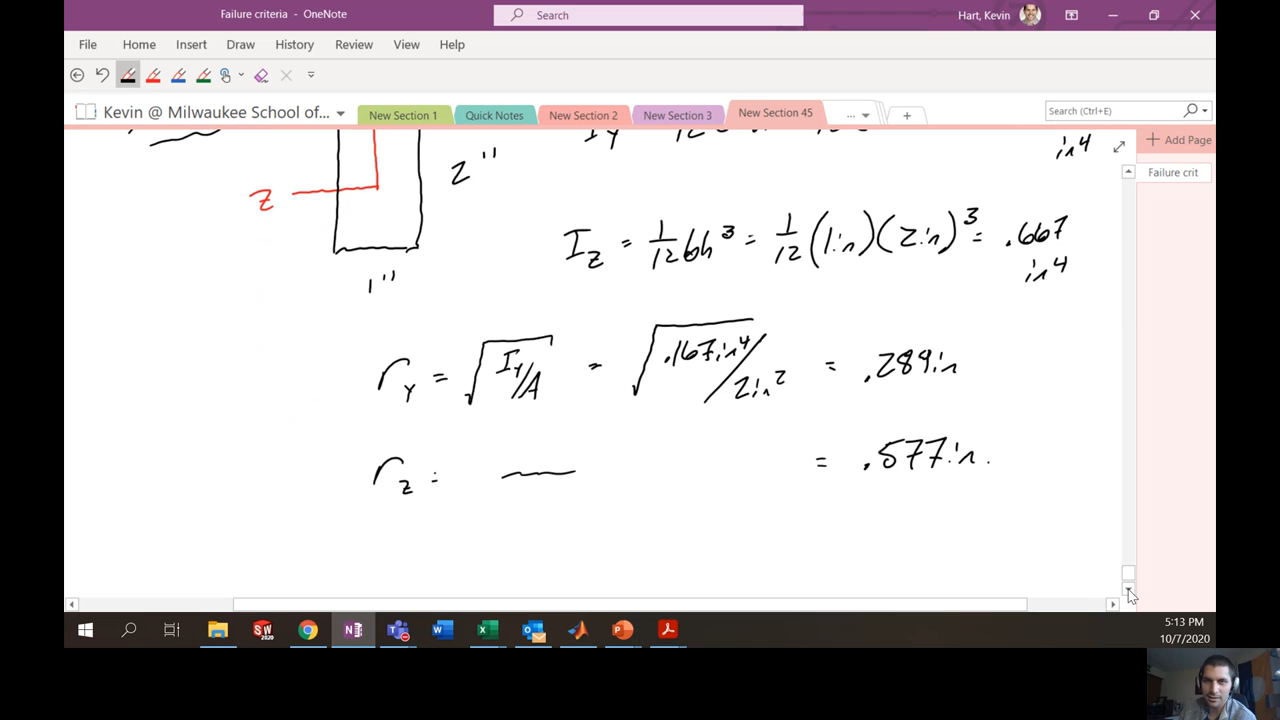 Failure criteria - OneNote
Search
Hart, Kevin
File Home Insert Draw History Review View Help
Kevin @ Milwaukee School of...
New Section 1
Quick Notes
New Section 2
New Section 3
New Section 45
...
Search (Ctrl+E)
Add Page
Failure crit
2"
in4
z
Iz = 1/12 bh3 = 1/12 (1in)(2in)3 = .667
in4
1"
rY = √IY/A = √.167in4/2in2 = .289in
rz = = .577in.
5:13 PM
10/7/2020